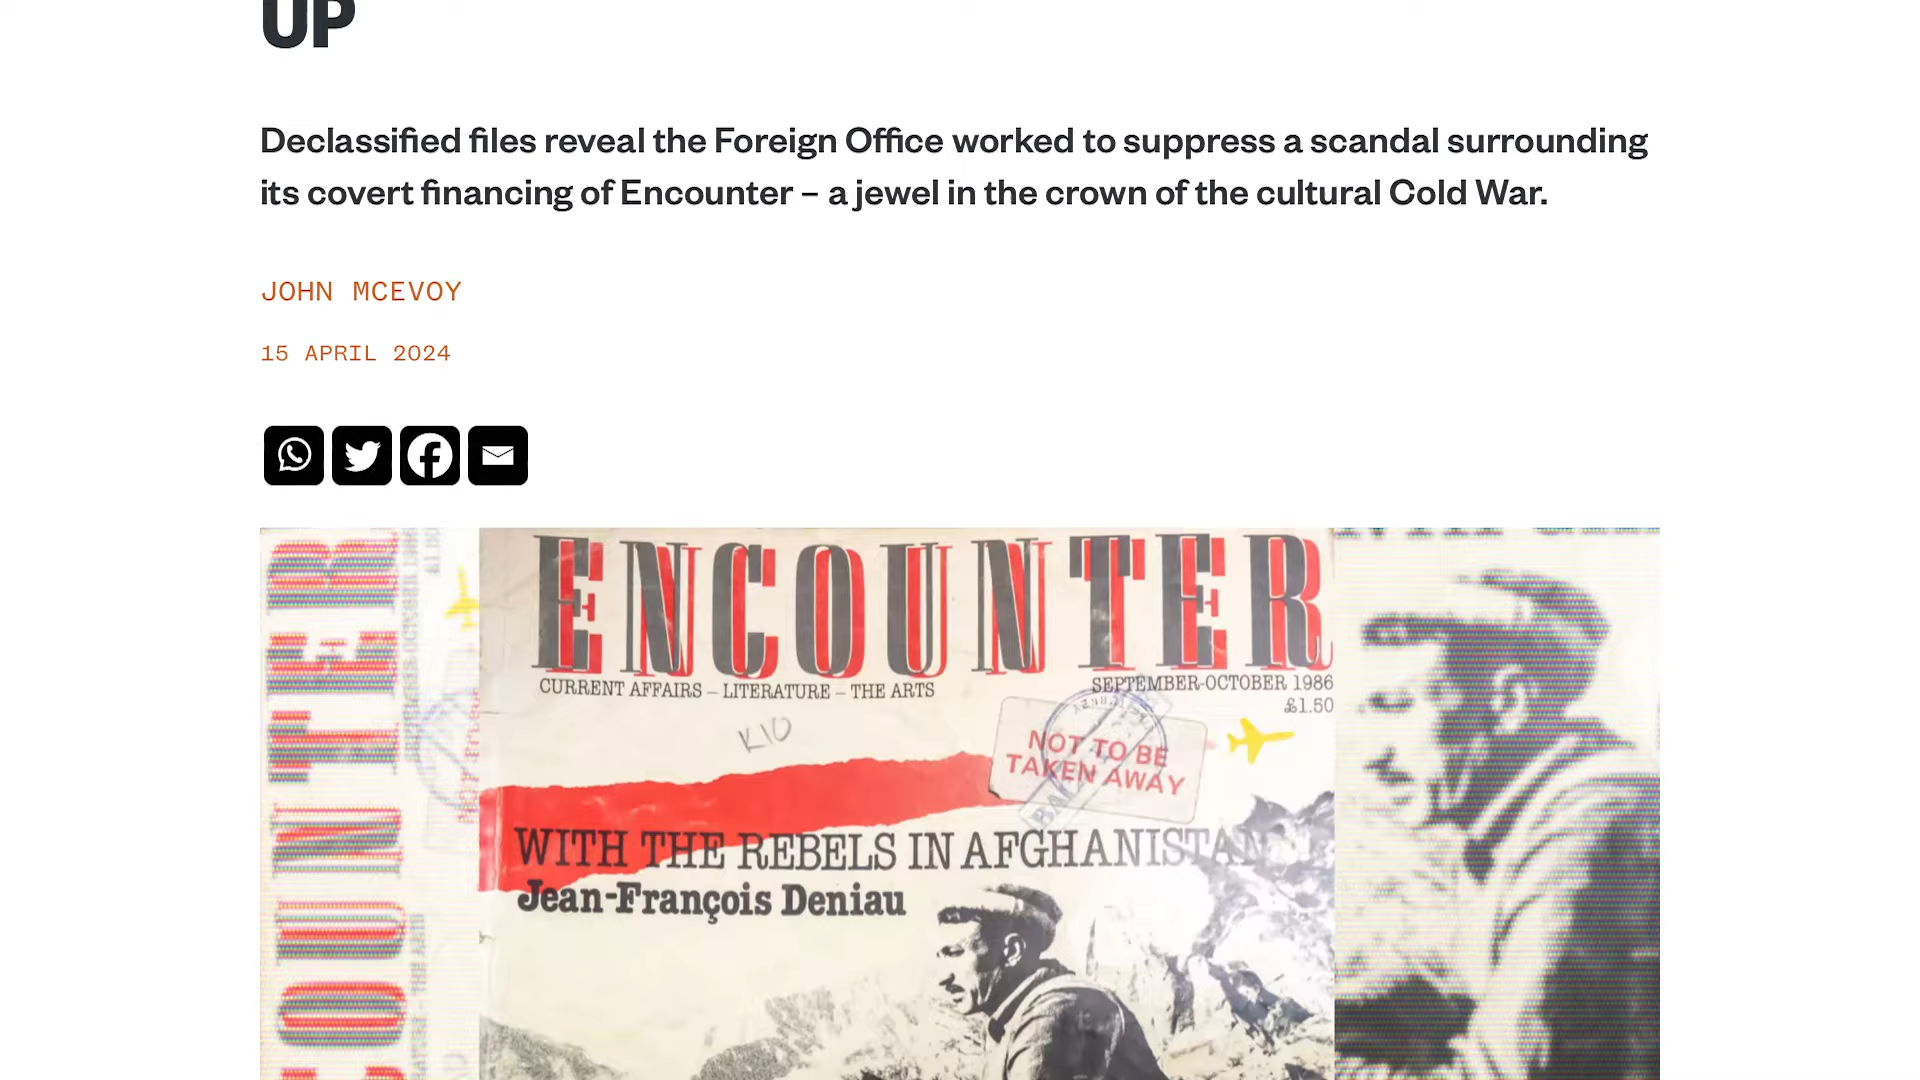 UP
Declassified files reveal the Foreign Office worked to suppress a scandal surrounding
its covert financing of Encounter – a jewel in the crown of the cultural Cold War.
JOHN MCEVOY
15 APRIL 2024
ENCOUNTER
CURRENT AFFAIRS – LITERATURE – THE ARTS
SEPTEMBER-OCTOBER 1986
£1.50
K10
NOT TO BE
TAKEN AWAY
WITH THE REBELS IN AFGHANISTAN
Jean-François Deniau